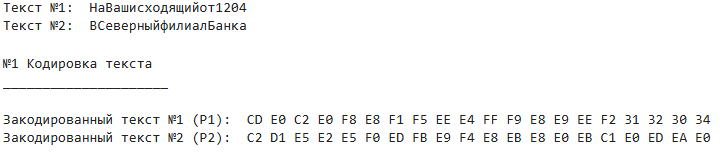 Текст №1:  НаВашисходящийот1204
Текст №2:  ВСеверныйфилиалБанка
№1 Кодировка текста
_____________________
Закодированный текст №1 (P1):  CD E0 C2 E0 F8 E8 F1 F5 EE E4 FF F9 E8 E9 EE F2 31 32 30 34
Закодированный текст №2 (P2):  C2 D1 E5 E2 E5 F0 ED FB E9 F4 E8 EB E8 E0 EB C1 E0 ED EA E0